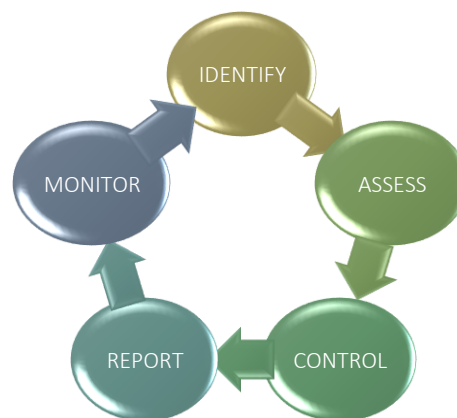 IDENTIFY
ASSESS
CONTROL
REPORT
MONITOR